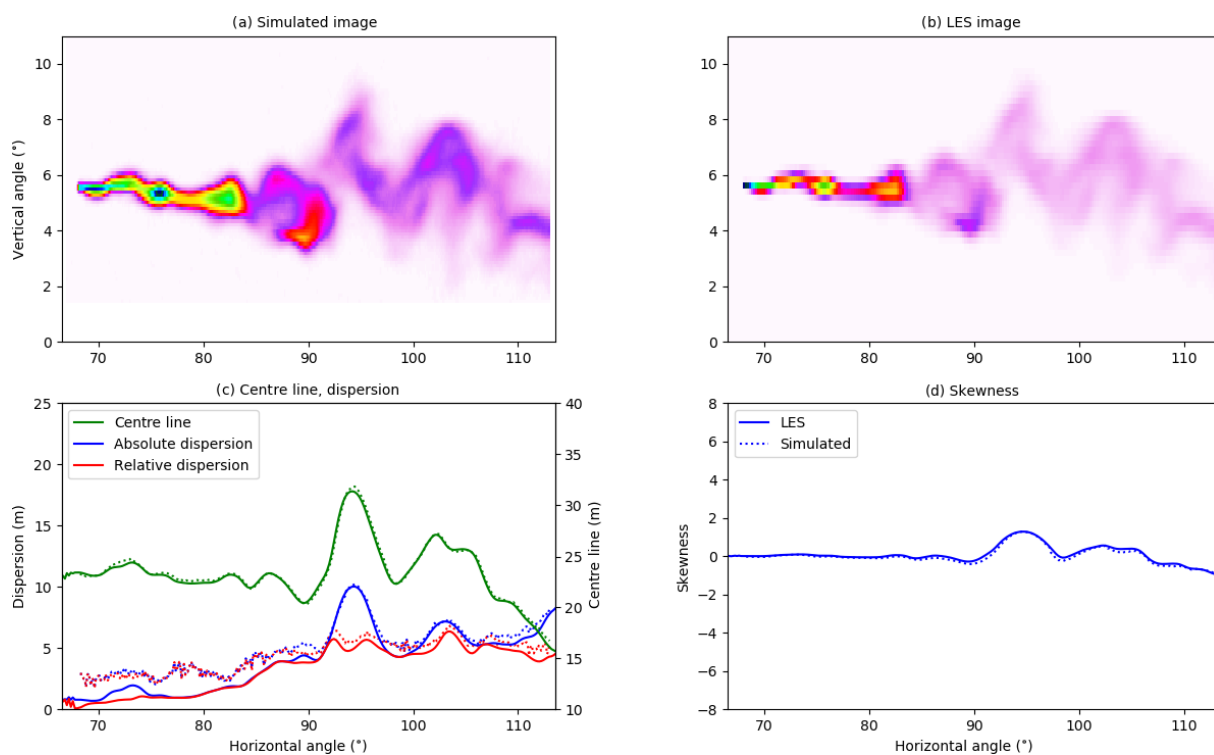 (a) Simulated image
(b) LES image
Vertical angle (°)
10
8
6
4
2
0
70 80 90 100 110
10
8
6
4
2
0
70 80 90 100 110
(c) Centre line, dispersion
(d) Skewness
Dispersion (m)
25
20
15
10
5
0
Centre line
Absolute dispersion
Relative dispersion
40
35
30
25
20
15
10
Centre line (m)
70 80 90 100 110
Horizontal angle (°)
Skewness
8
6
4
2
0
−2
−4
−6
−8
LES
Simulated
70 80 90 100 110
Horizontal angle (°)